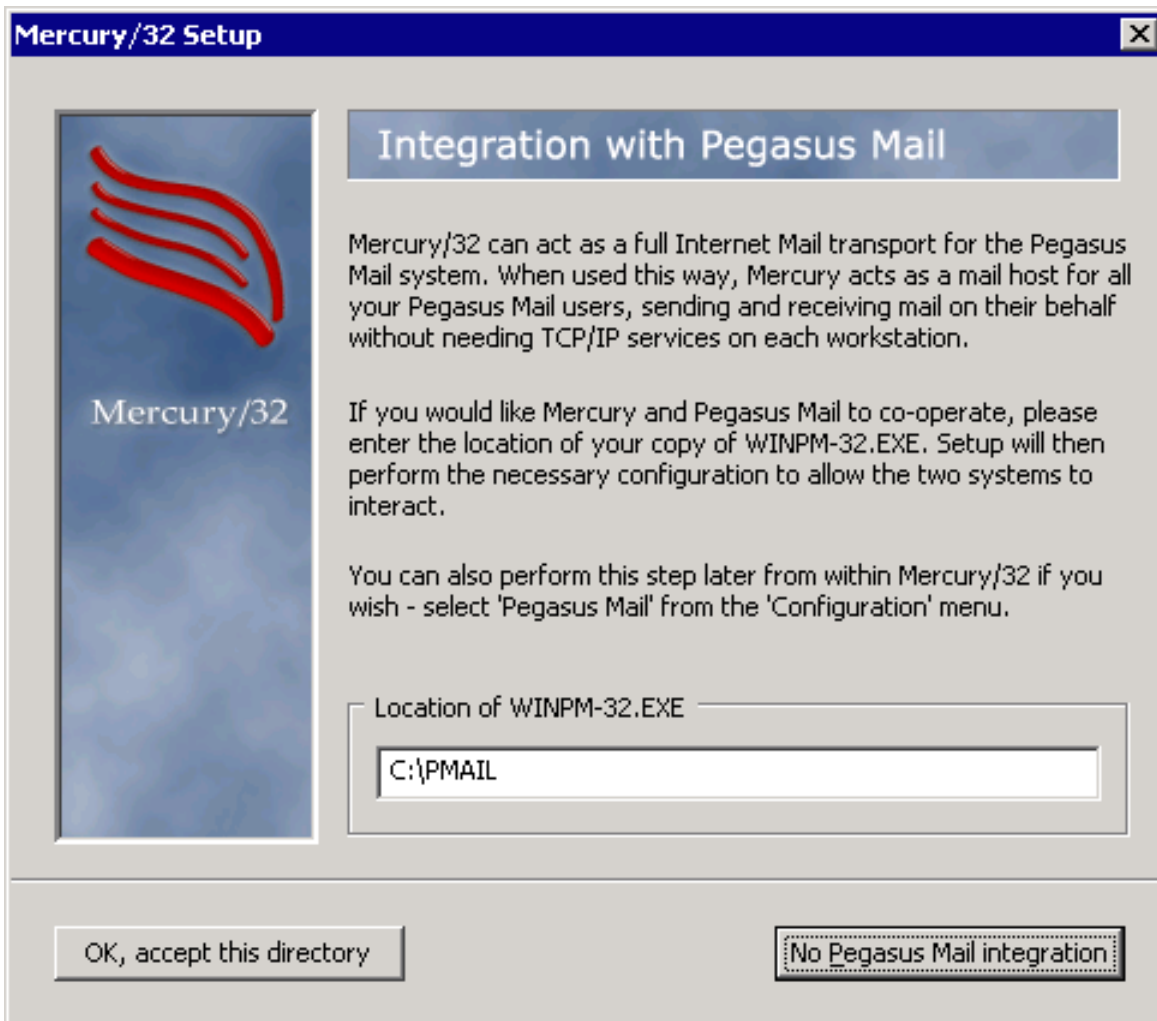 Mercury/32 Setup
Integration with Pegasus Mail
Mercury/32
Mercury/32 can act as a full Internet Mail transport for the Pegasus
Mail system. When used this way, Mercury acts as a mail host for all
your Pegasus Mail users, sending and receiving mail on their behalf
without needing TCP/IP services on each workstation.
If you would like Mercury and Pegasus Mail to co-operate, please
enter the location of your copy of WINPM-32.EXE. Setup will then
perform the necessary configuration to allow the two systems to
interact.
You can also perform this step later from within Mercury/32 if you
wish - select 'Pegasus Mail' from the 'Configuration' menu.
Location of WINPM-32.EXE
C:\PMAIL
OK, accept this directory
No Pegasus Mail integration